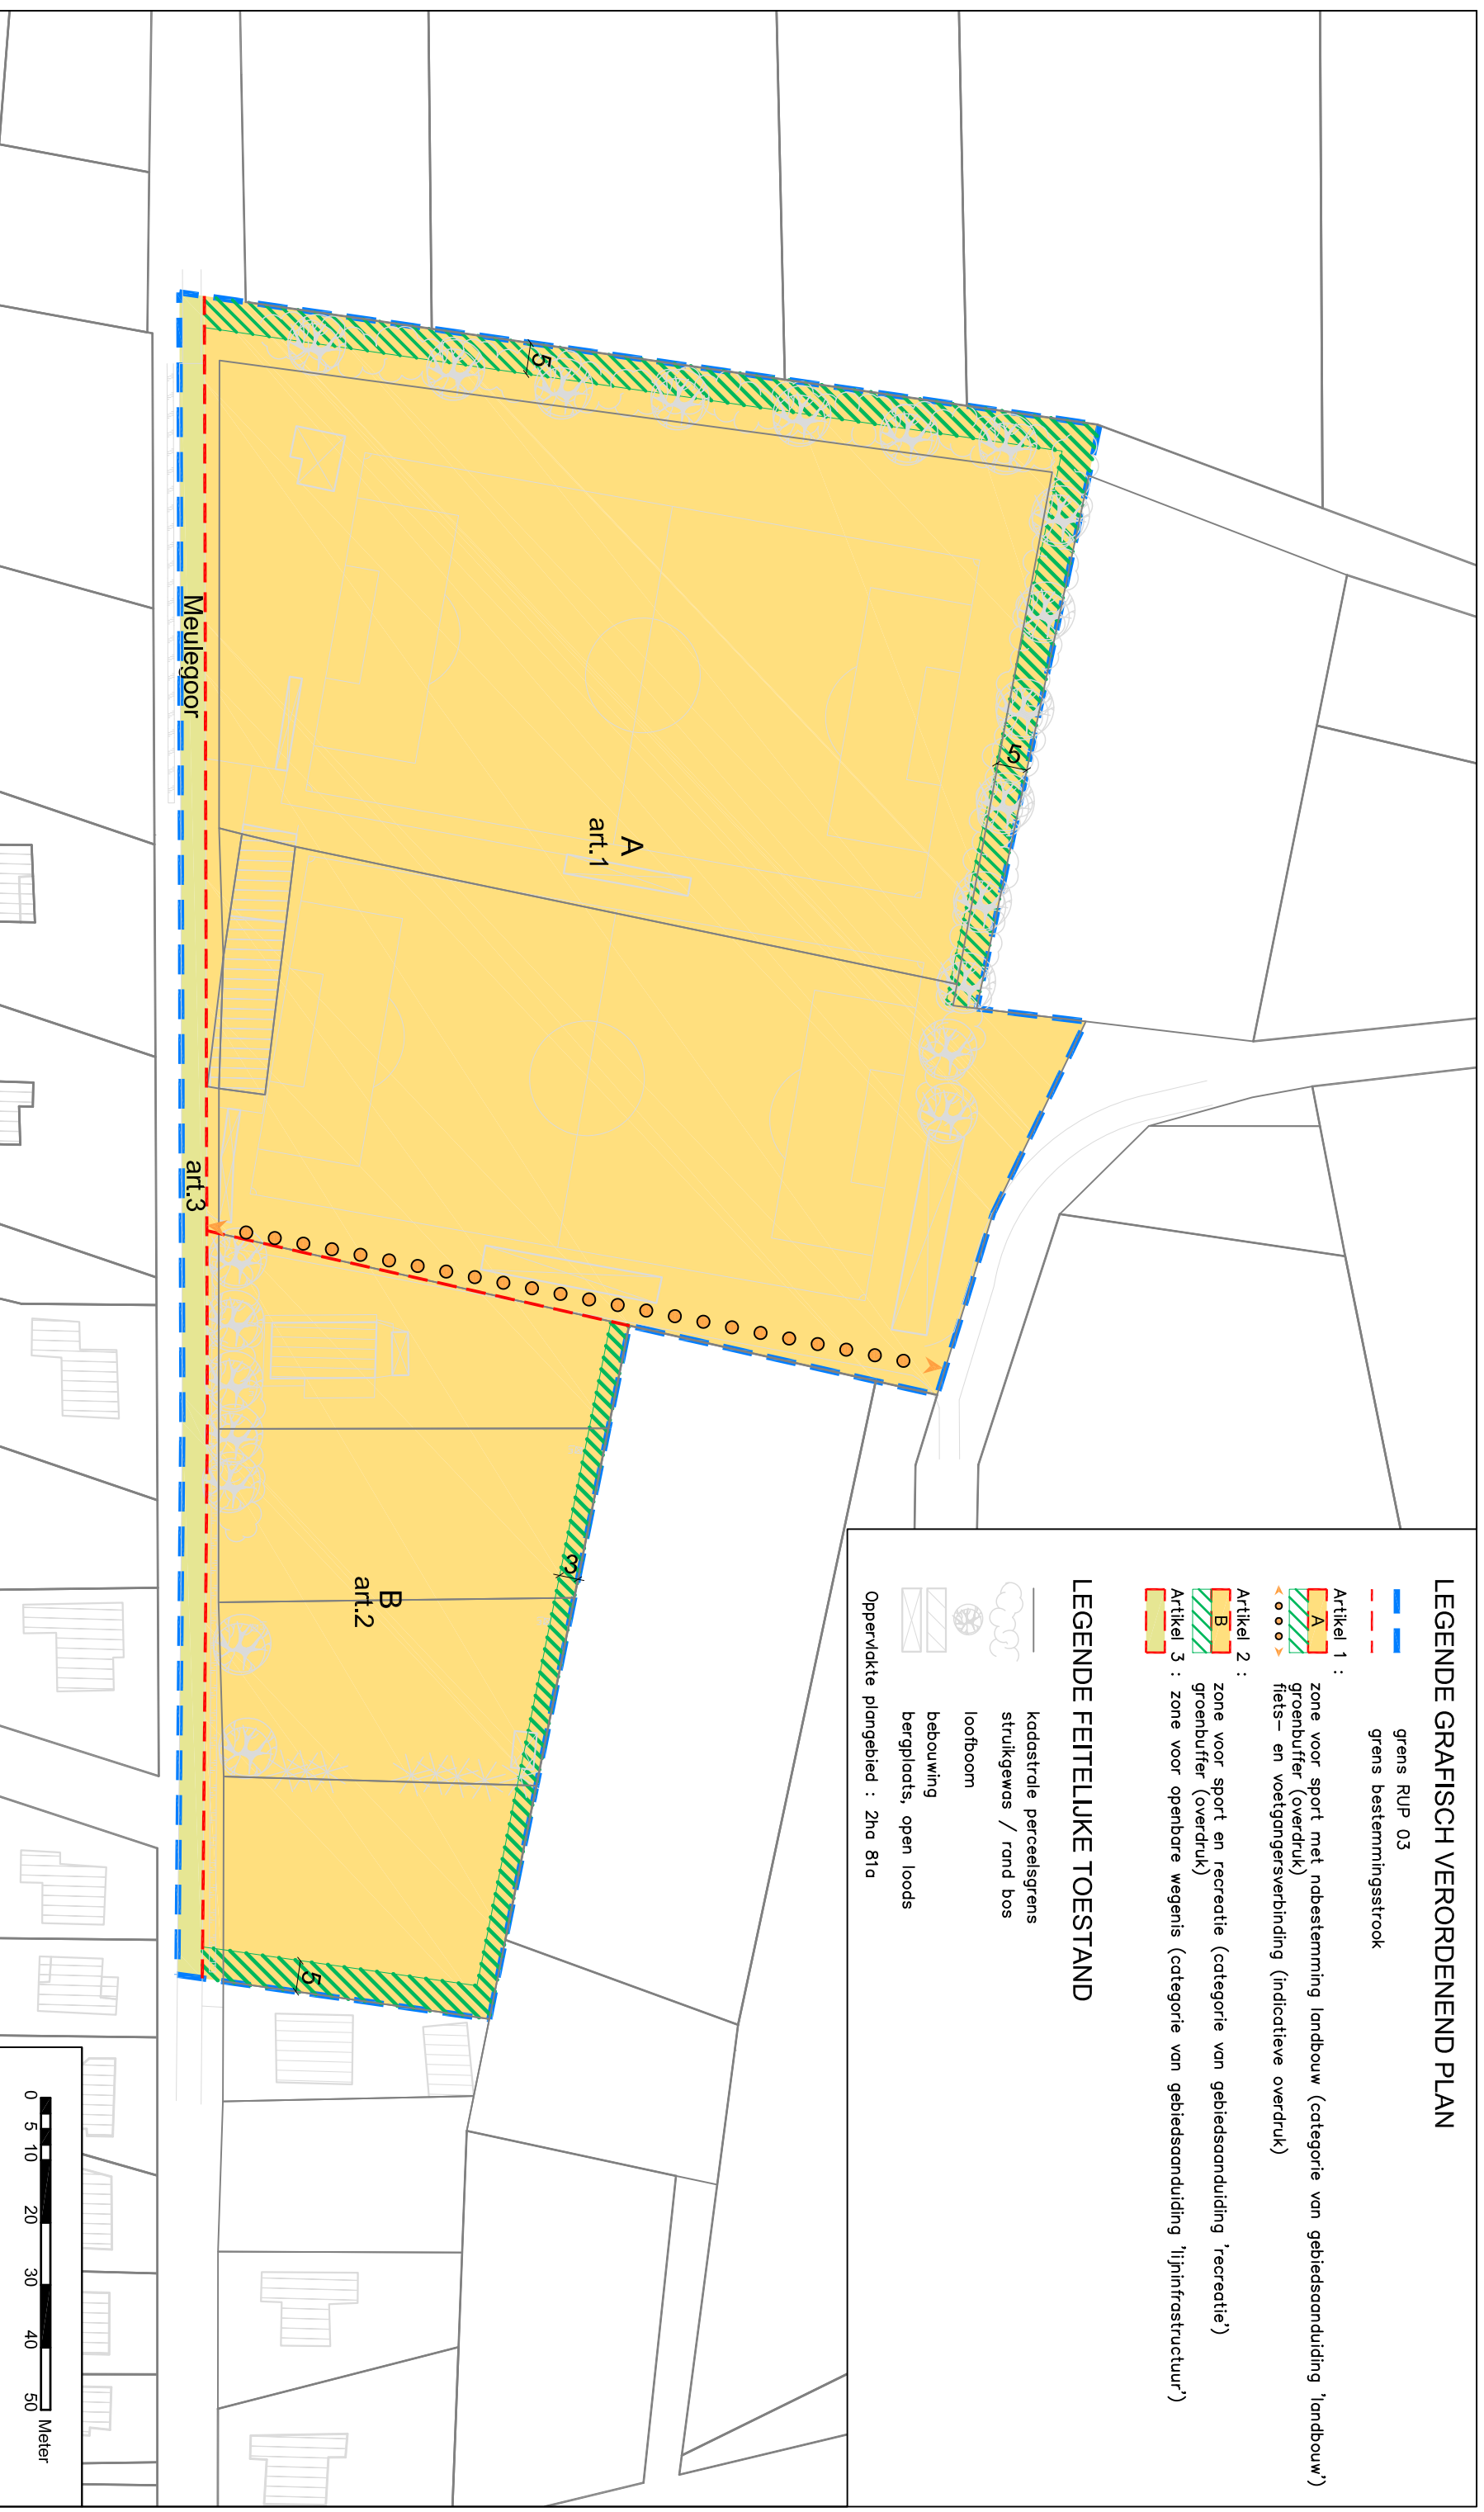 LEGENDE GRAFISCH VERORDENEND PLAN
grens RUP 03
grens bestemmingsstrook
Artikel 1 :
A
zone voor sport met nabestemming landbouw (categorie van gebiedsaanduiding 'landbouw')
groenbuffer (overdruk)
fiets- en voetgangersverbinding (indicatieve overdruk)
Artikel 2 :
B
zone voor sport en recreatie (categorie van gebiedsaanduiding 'recreatie')
groenbuffer (overdruk)
Artikel 3 : zone voor openbare wegenis (categorie van gebiedsaanduiding 'lijninfrastructuur')
LEGENDE FEITELIJKE TOESTAND
kadastrale perceelsgrens
struikgewas / rand bos
loofboom
bebouwing
bergplaats, open loods
Oppervlakte plangebied : 2ha 81a
5
5
A
art.1
3
B
art.2
5
Meulegoor
art.3
0 5 10 20 30 40 50 Meter